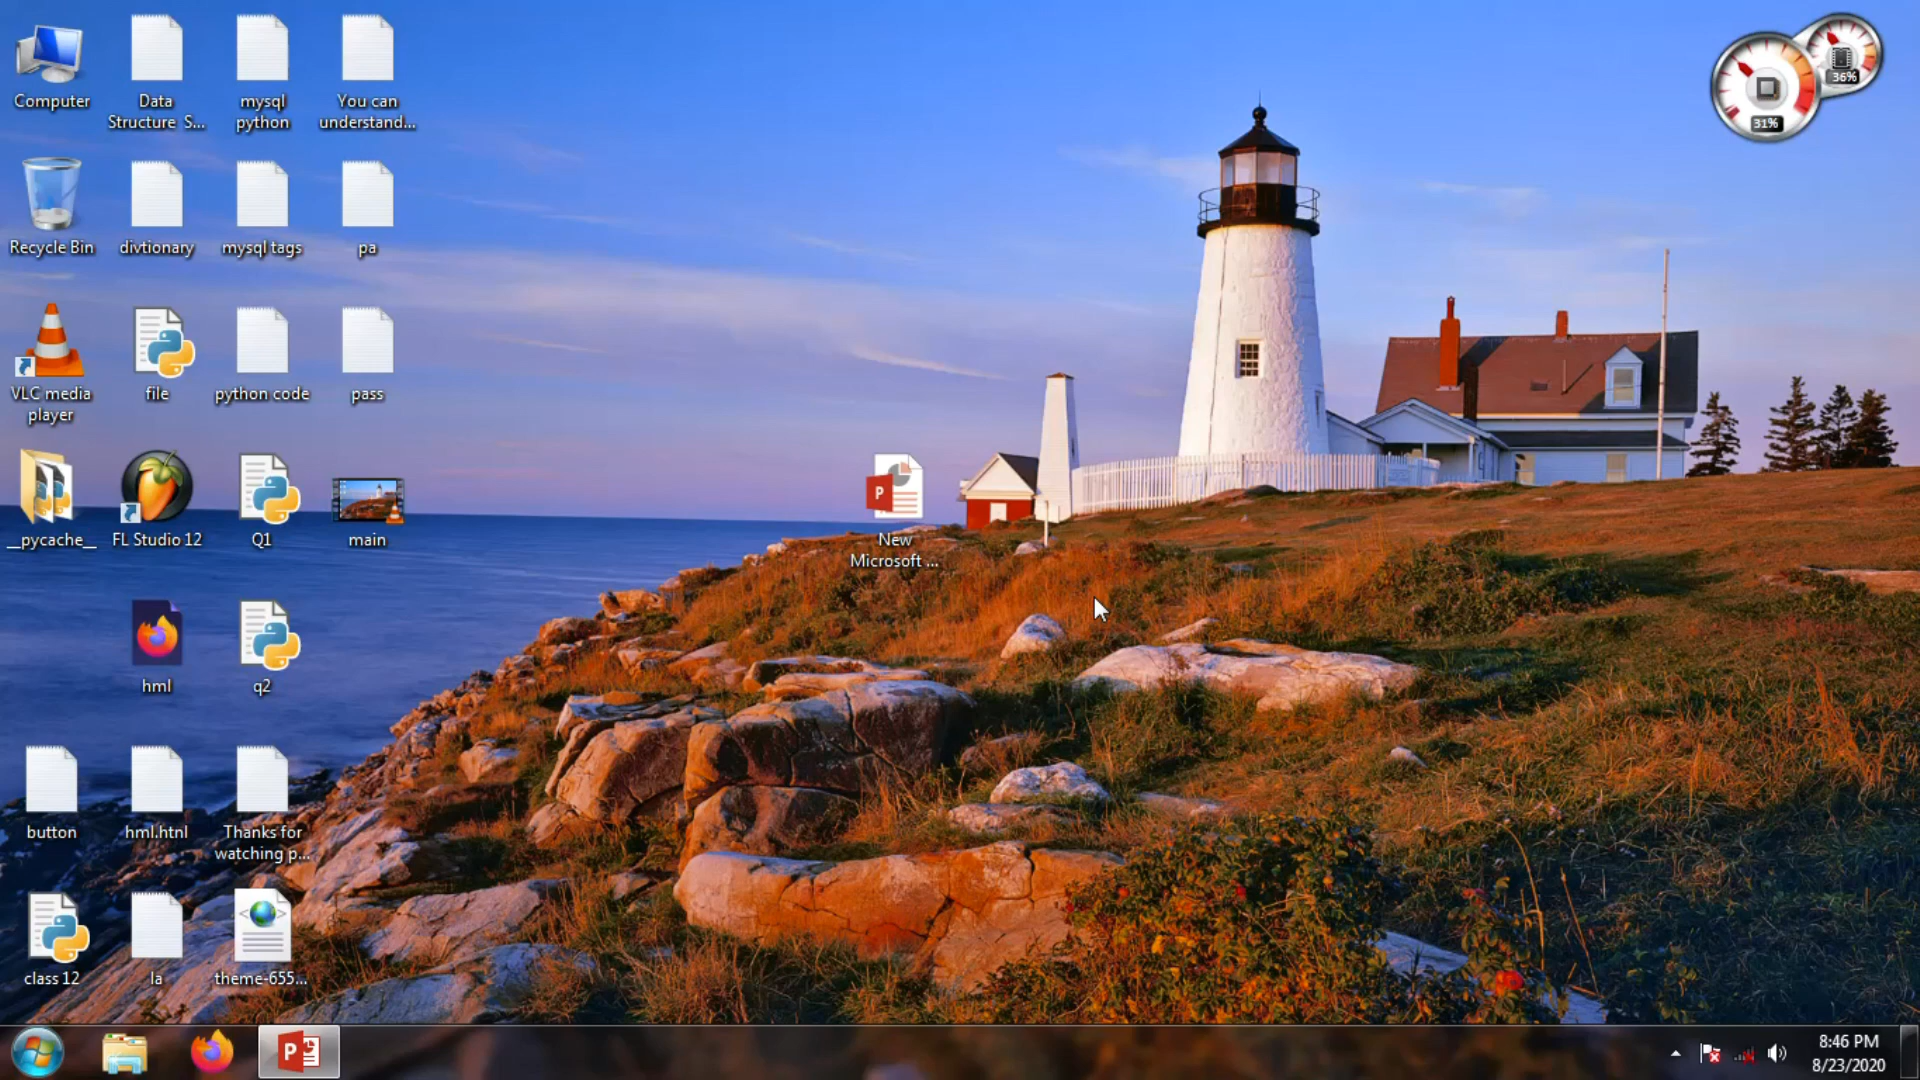 Computer
Data
Structure S...
mysql
python
You can
understand...
36%
31%
Recycle Bin
divtionary
mysql tags
pa
VLC media
player
file
python code
pass
__pycache__
FL Studio 12
Q1
main
New
Microsoft ...
hml
q2
button
hml.htnl
Thanks for
watching p...
class 12
la
theme-655...
8:46 PM
8/23/2020